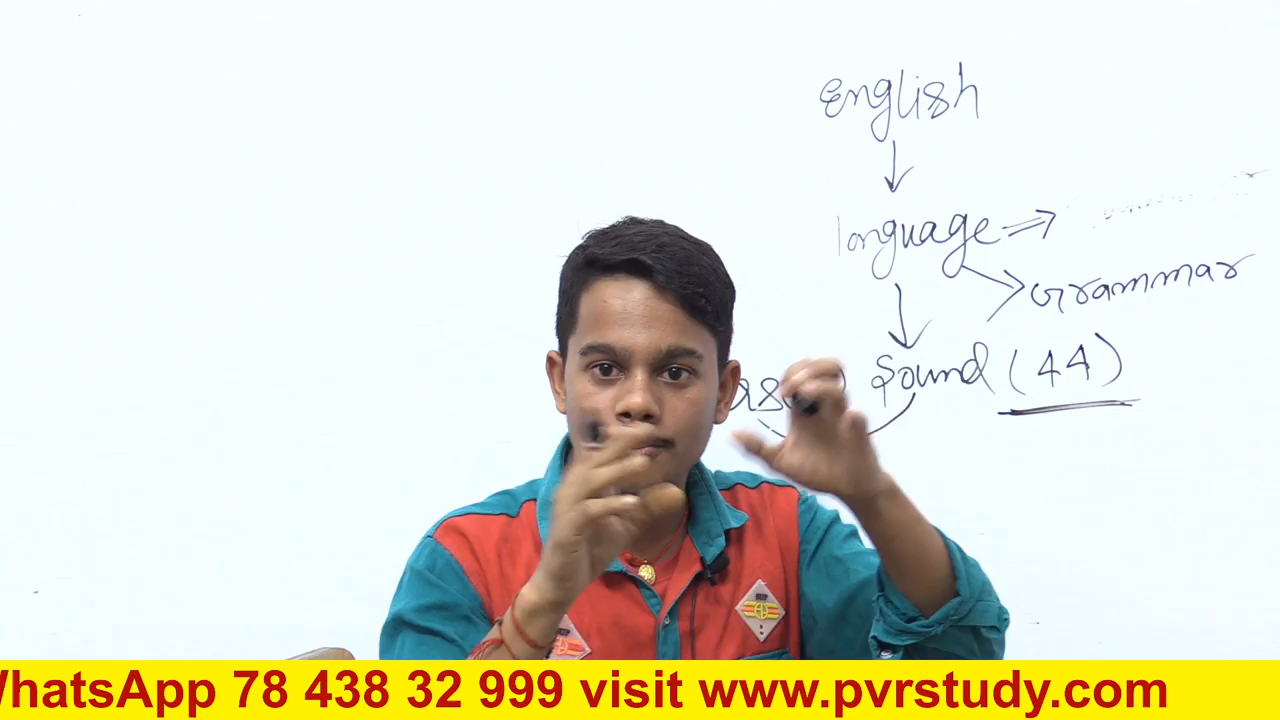 English
language ⇒
Grammar
Sound (44)
WhatsApp 78 438 32 999 visit www.pvrstudy.com